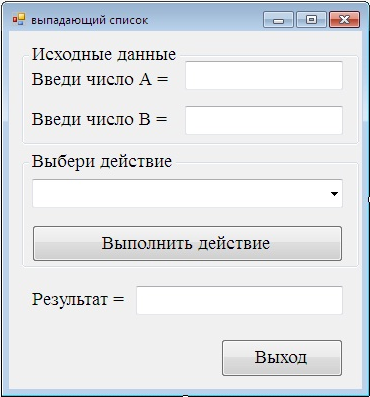 выпадающий список
Исходные данные
Введи число A =
Введи число B =
Выбери действие
Выполнить действие
Результат =
Выход